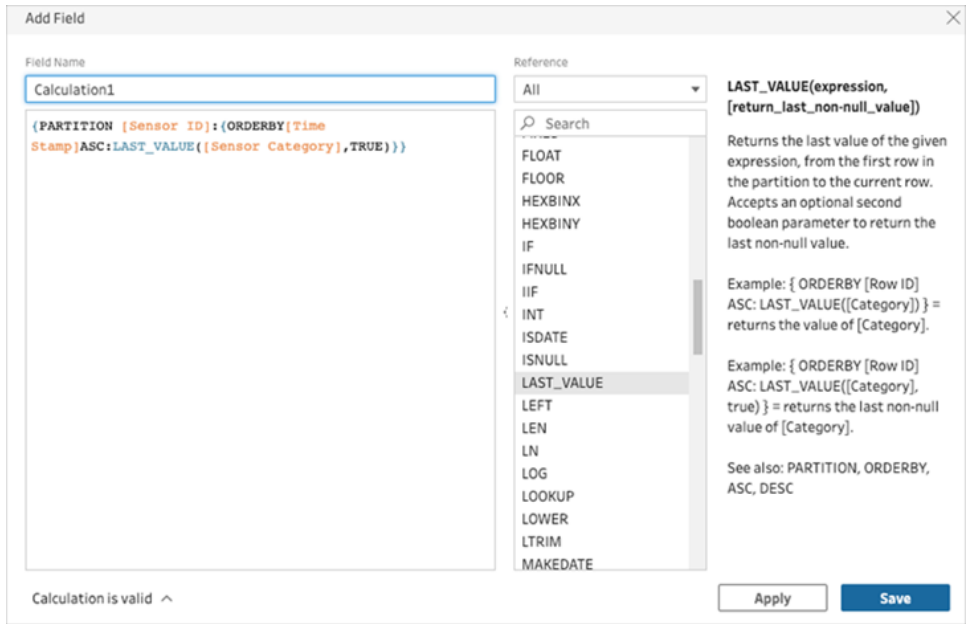 Add Field
Field Name
Calculation1
{PARTITION [Sensor ID]:{ORDERBY[Time
Stamp]ASC:LAST_VALUE([Sensor Category],TRUE)}}
Reference
All
Search
FLOAT
FLOOR
HEXBINX
HEXBINY
IF
IFNULL
IIF
INT
ISDATE
ISNULL
LAST_VALUE
LEFT
LEN
LN
LOG
LOOKUP
LOWER
LTRIM
MAKEDATE
LAST_VALUE(expression,
[return_last_non-null_value])
Returns the last value of the given
expression, from the first row in
the partition to the current row.
Accepts an optional second
boolean parameter to return the
last non-null value.
Example: { ORDERBY [Row ID]
ASC: LAST_VALUE([Category]) } =
returns the value of [Category].
Example: { ORDERBY [Row ID]
ASC: LAST_VALUE([Category],
true) } = returns the last non-null
value of [Category].
See also: PARTITION, ORDERBY,
ASC, DESC
Calculation is valid
Apply
Save